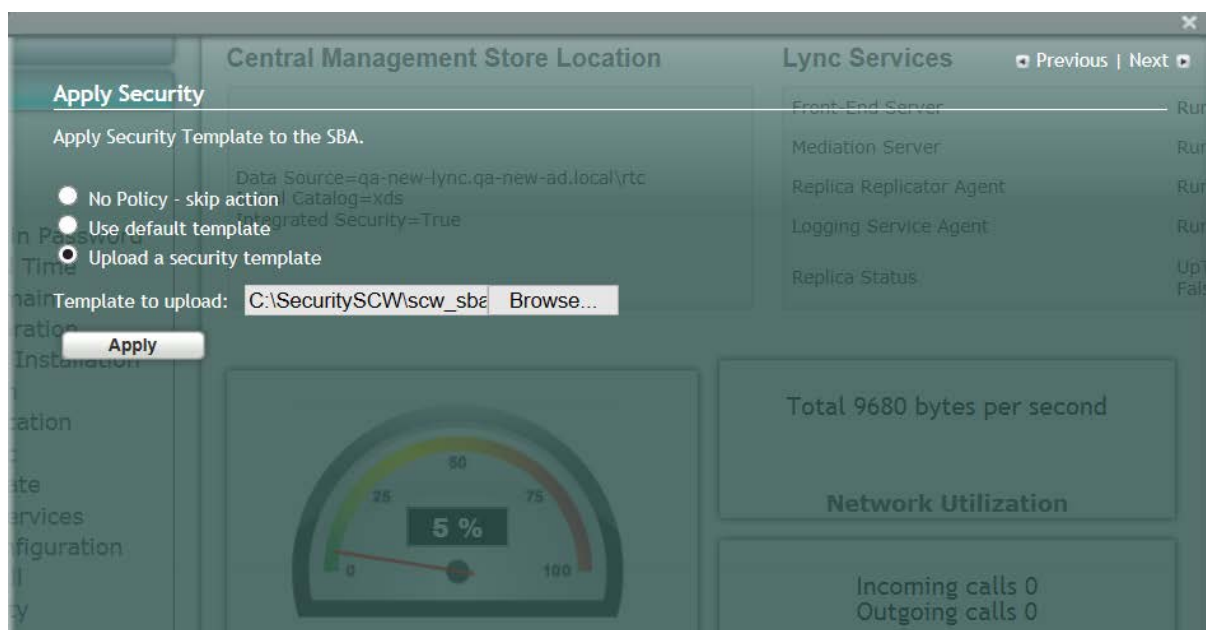 Central Management Store Location
Lync Services
Previous | Next
Apply Security
Apply Security Template to the SBA.
Front-End Server
Mediation Server
Replica Replicator Agent
Logging Service Agent
Replica Status
Data Source=qa-new-lync.qa-new-ad.local\rtc
Catalog=xds
Integrated Security=True
No Policy - skip action
Use default template
Upload a security template
Template to upload: C:\SecuritySCW\scw_sba Browse...
Apply
Password
Time
Installation
50
25 75
5 %
0 100
Total 9680 bytes per second
Network Utilization
Incoming calls 0
Outgoing calls 0